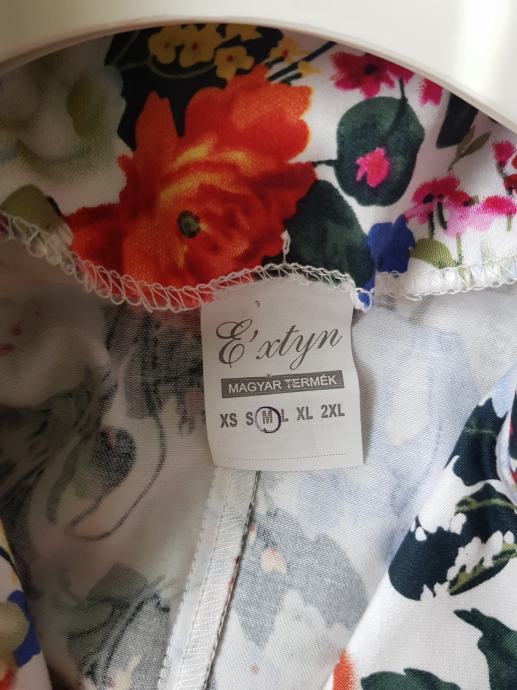 E'xtyn
MAGYAR TERMÉK
XS S M L XL 2XL